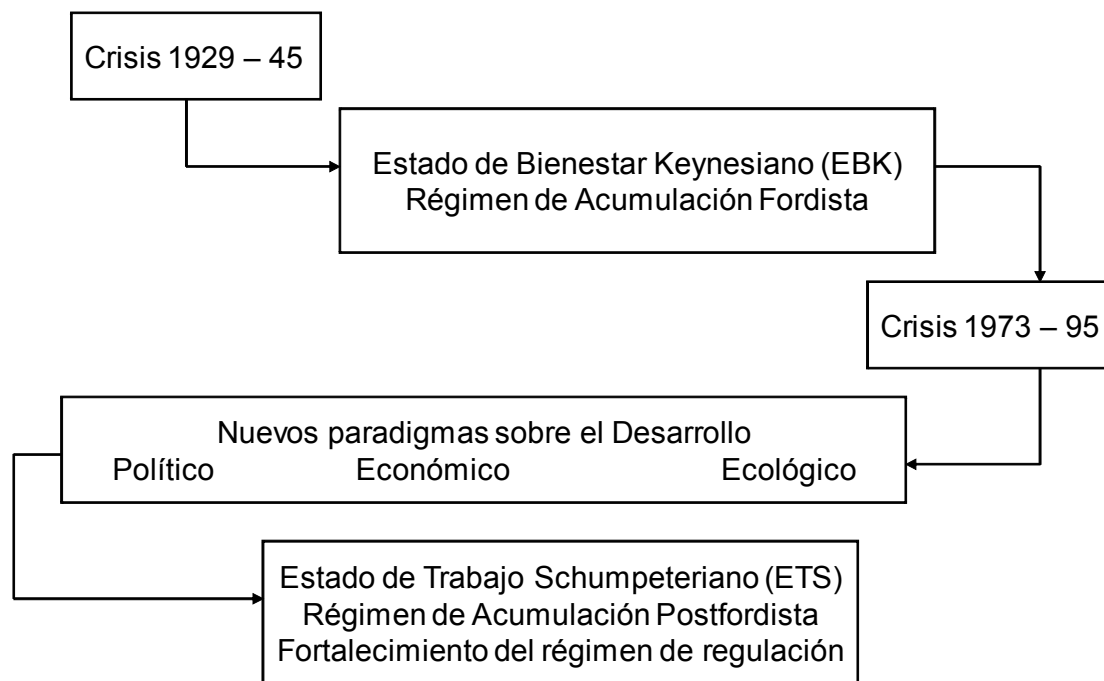 Crisis 1929 – 45
Estado de Bienestar Keynesiano (EBK)
Régimen de Acumulación Fordista
Crisis 1973 – 95
Nuevos paradigmas sobre el Desarrollo
Político Económico Ecológico
Estado de Trabajo Schumpeteriano (ETS)
Régimen de Acumulación Postfordista
Fortalecimiento del régimen de regulación